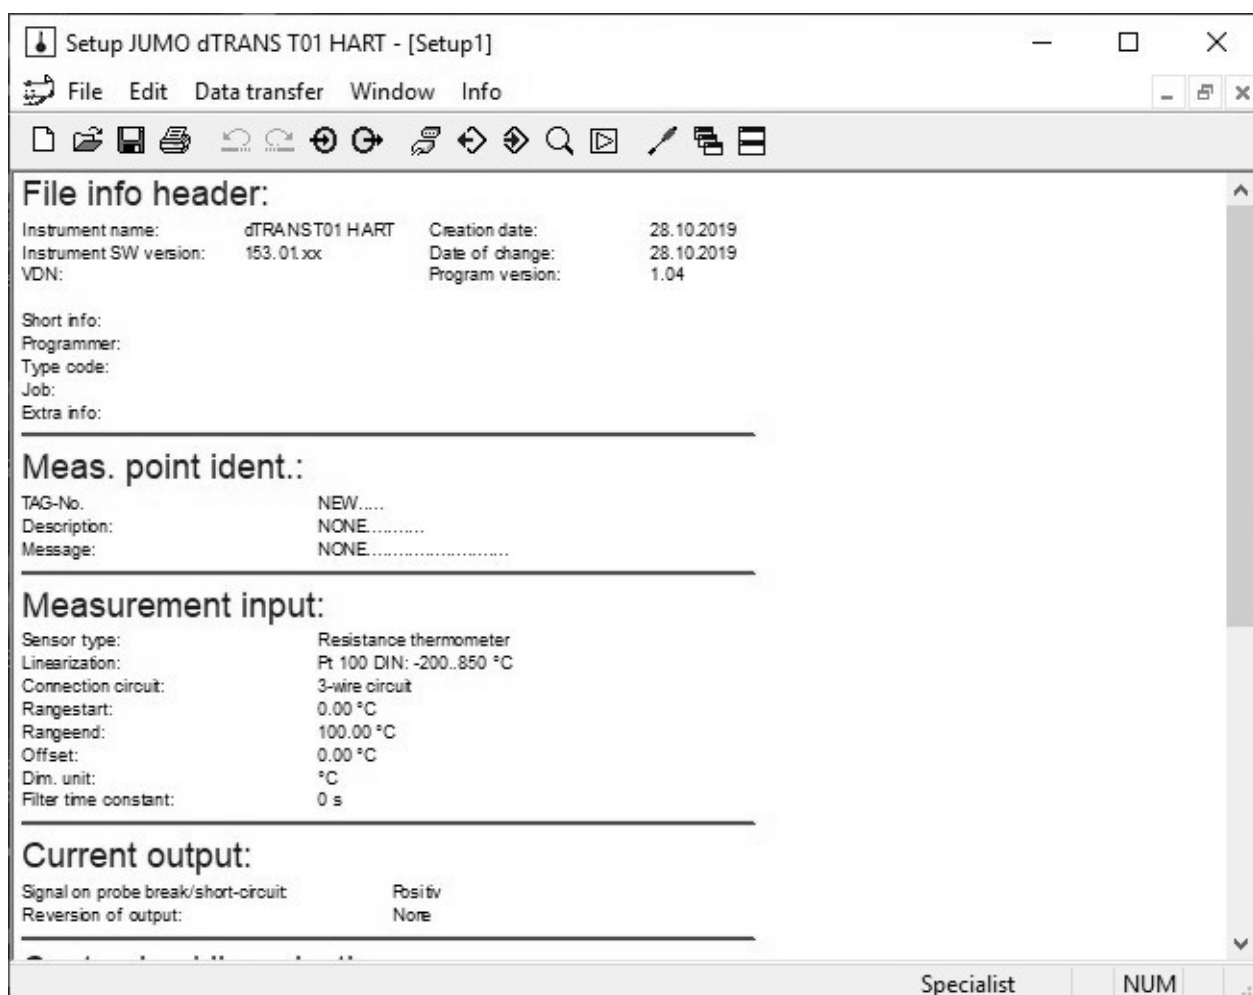 Setup JUMO dTRANS T01 HART - [Setup1]
File Edit Data transfer Window Info
File info header:
Instrument name: dTRANS T01 HART Creation date: 28.10.2019
Instrument SW version: 153.01.xx Date of change: 28.10.2019
VDN: Program version: 1.04
Short info:
Programmer:
Type code:
Job:
Extra info:
Meas. point ident.:
TAG-No. NEW.....
Description: NONE..........
Message: NONE..........................
Measurement input:
Sensor type: Resistance thermometer
Linearization: Pt 100 DIN: -200..850 °C
Connection circuit: 3-wire circuit
Rangestart: 0.00 °C
Rangeend: 100.00 °C
Offset: 0.00 °C
Dim. unit: °C
Filter time constant: 0 s
Current output:
Signal on probe break/short-circuit: Positiv
Reversion of output: None
Specialist NUM